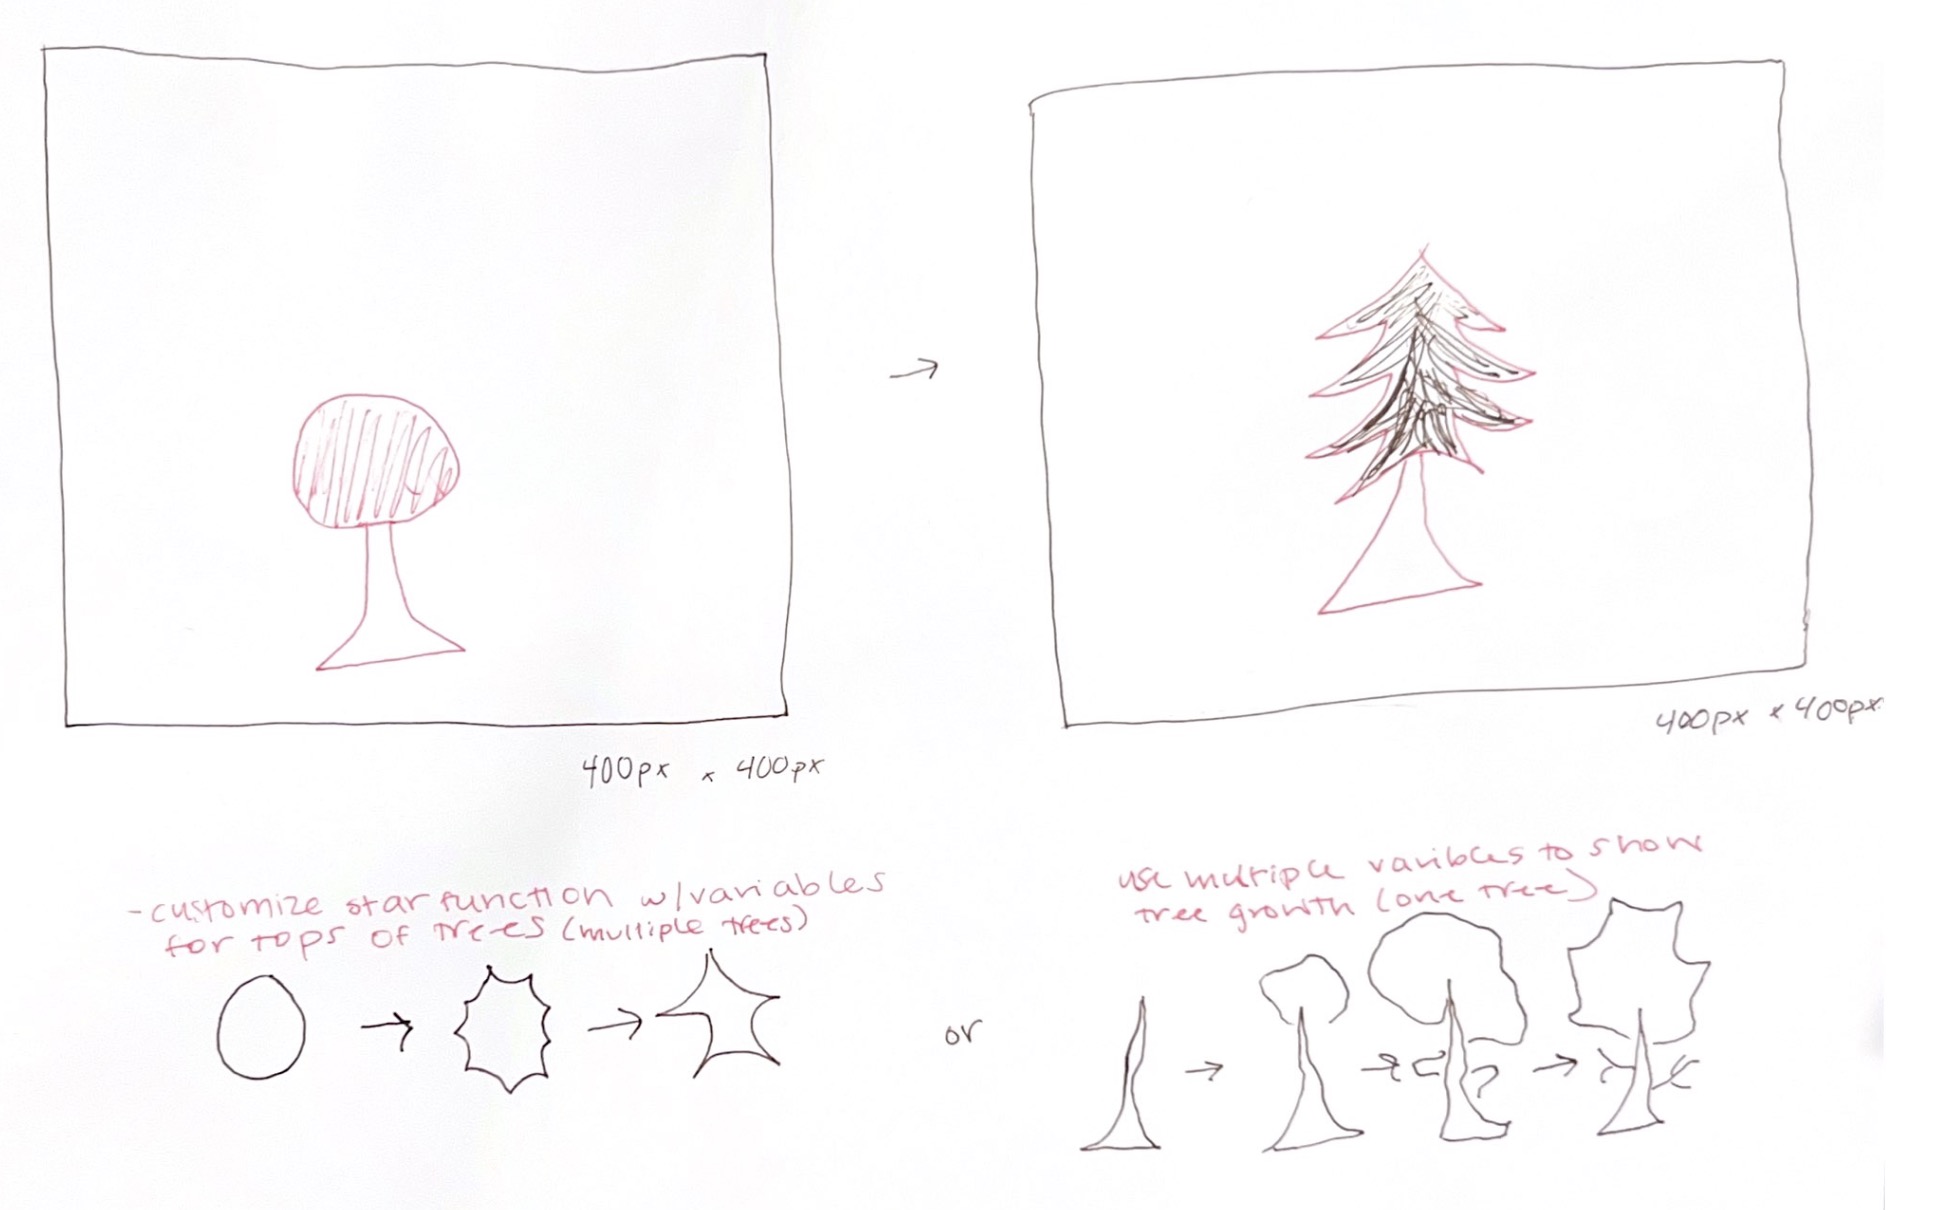 400px x 400px
400px x 400px
-customize star function w/variables
for tops of trees (multiple trees)
use multiple varibles to show
tree growth (one tree)
or